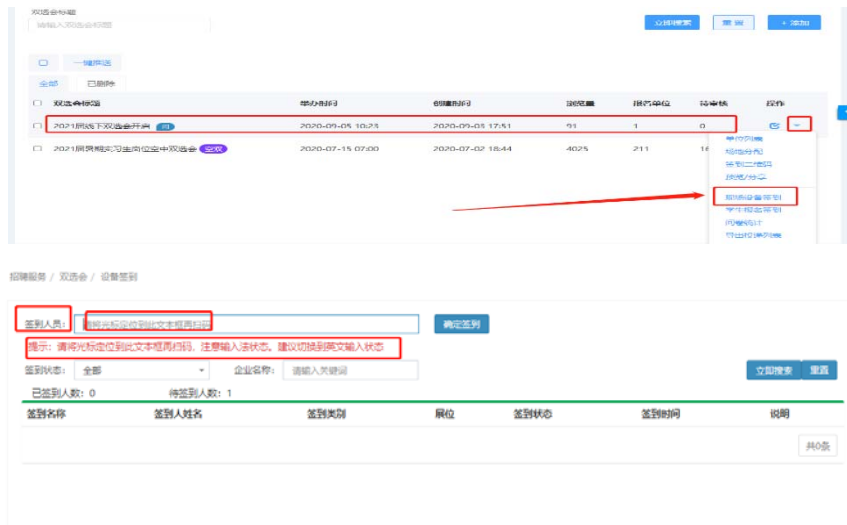 双选会标题
请输入双选会标题
立即搜索 重置 + 添加
一键推送
全部 已删除
双选会标题 举办时间 创建时间 浏览量 报名单位 待审核 操作
2021届线下双选会开启 2020-09-05 10:23 2020-09-03 17:51 91 1 0
2021届暑期实习生岗位空中双选会 空双 2020-07-15 07:00 2020-07-02 18:44 4025 211 16
单位列表
场地分配
签到二维码
预览/分享
现场设备签到
学生报名签到
问卷统计
导出投递列表
招聘服务 / 双选会 / 设备签到
签到人员: 请将光标定位到此文本框再扫码 确定签到
提示: 请将光标定位到此文本框再扫码, 注意输入法状态。建议切换到英文输入状态
签到状态: 全部 企业名称: 请输入关键词 立即搜索 重置
已签到人数: 0 待签到人数: 1
签到名称 签到人姓名 签到类别 展位 签到状态 签到时间 说明
共0条